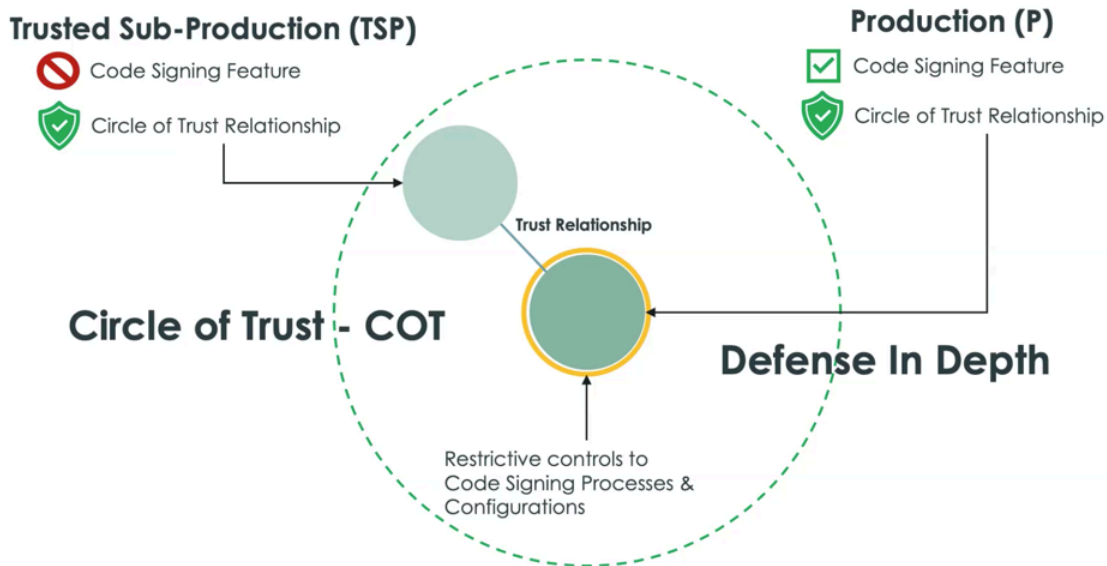 Trusted Sub-Production (TSP)
Code Signing Feature
Circle of Trust Relationship
Production (P)
Code Signing Feature
Circle of Trust Relationship
Trust Relationship
Circle of Trust - COT
Defense In Depth
Restrictive controls to
Code Signing Processes &
Configurations